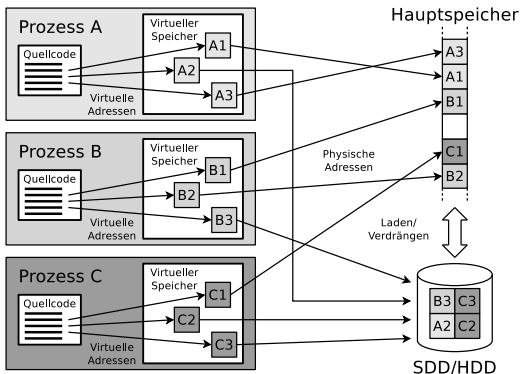 Prozess A
Quellcode
Virtuelle
Adressen
Virtueller
Speicher
A1
A2
A3
Prozess B
Quellcode
Virtuelle
Adressen
Virtueller
Speicher
B1
B2
B3
Prozess C
Quellcode
Virtuelle
Adressen
Virtueller
Speicher
C1
C2
C3
Physische
Adressen
Hauptspeicher
A3
A1
B1
C1
B2
Laden/
Verdrängen
B3 C3
A2 C2
SDD/HDD